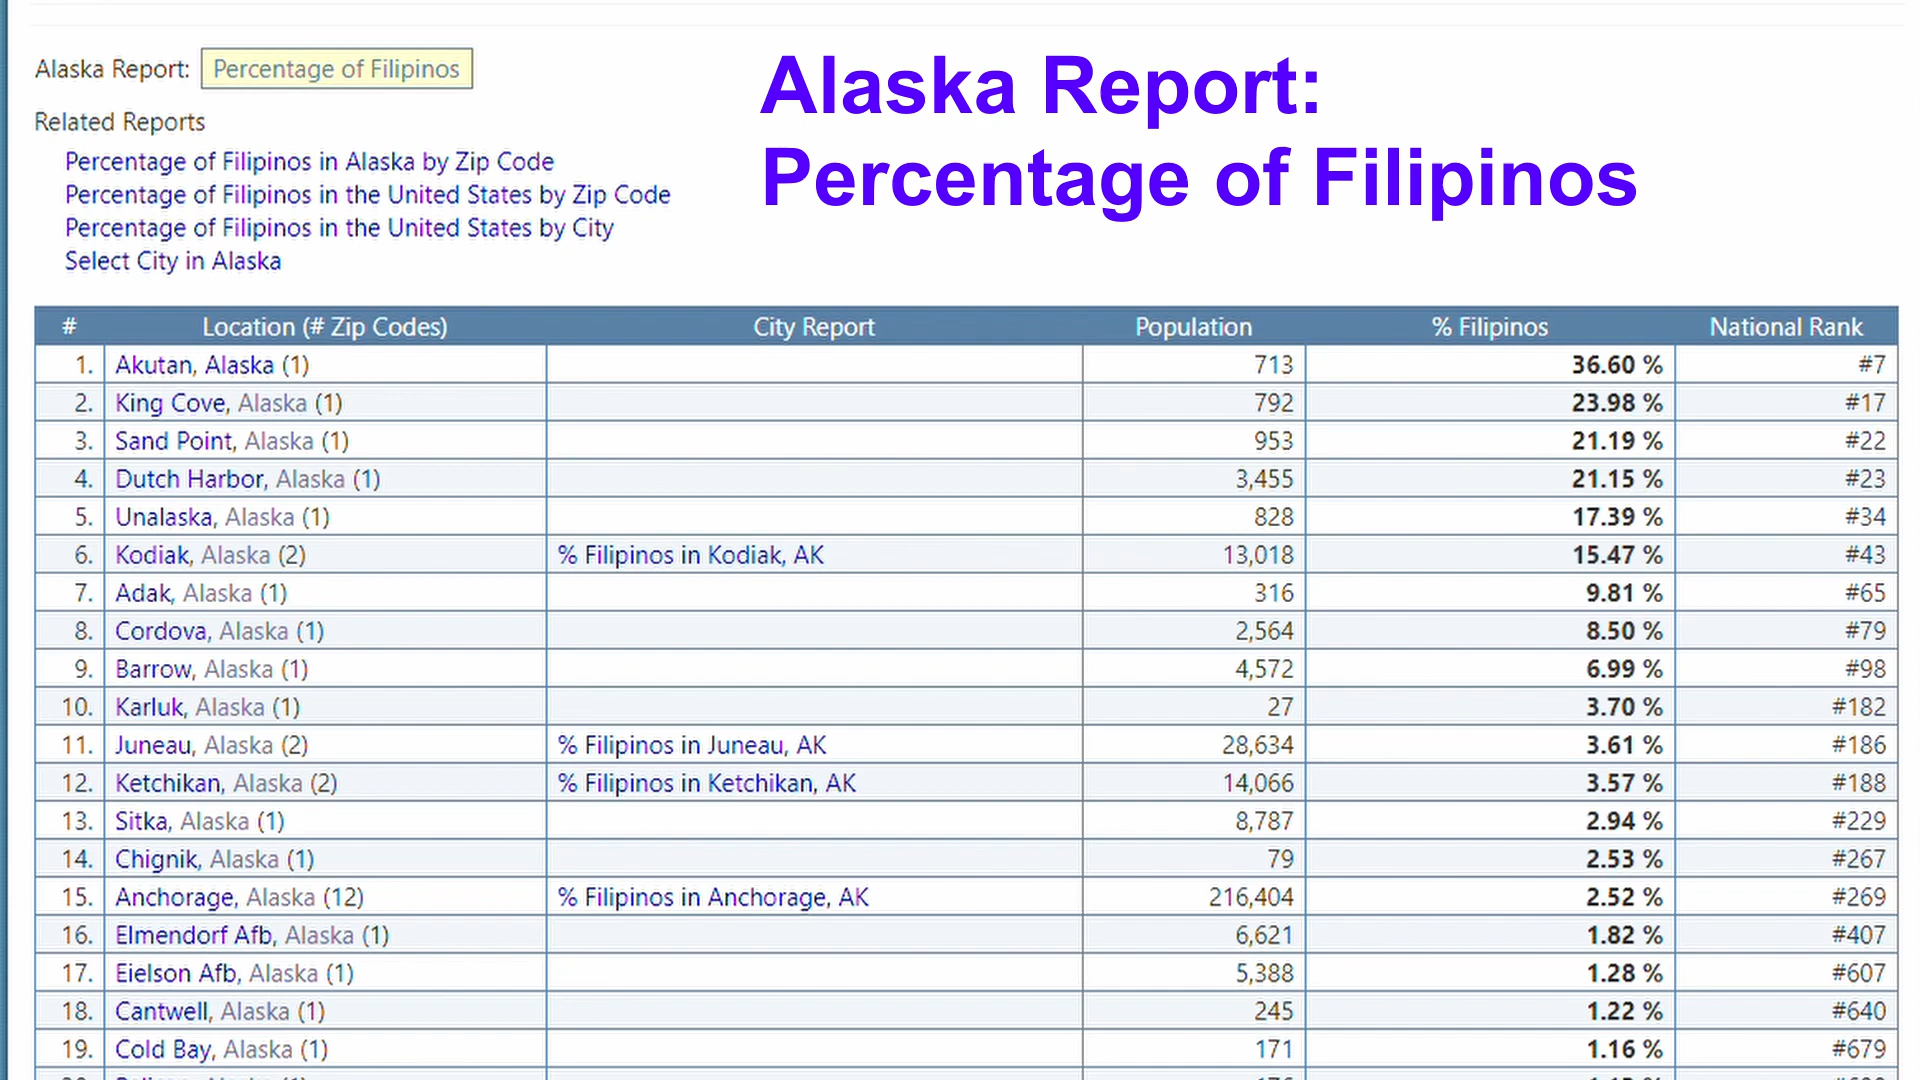 Alaska Report: Percentage of Filipinos
Alaska Report:
Percentage of Filipinos
Related Reports
Percentage of Filipinos in Alaska by Zip Code
Percentage of Filipinos in the United States by Zip Code
Percentage of Filipinos in the United States by City
Select City in Alaska
# Location (# Zip Codes) City Report Population % Filipinos National Rank
1. Akutan, Alaska (1) 713 36.60 % #7
2. King Cove, Alaska (1) 792 23.98 % #17
3. Sand Point, Alaska (1) 953 21.19 % #22
4. Dutch Harbor, Alaska (1) 3,455 21.15 % #23
5. Unalaska, Alaska (1) 828 17.39 % #34
6. Kodiak, Alaska (2) % Filipinos in Kodiak, AK 13,018 15.47 % #43
7. Adak, Alaska (1) 316 9.81 % #65
8. Cordova, Alaska (1) 2,564 8.50 % #79
9. Barrow, Alaska (1) 4,572 6.99 % #98
10. Karluk, Alaska (1) 27 3.70 % #182
11. Juneau, Alaska (2) % Filipinos in Juneau, AK 28,634 3.61 % #186
12. Ketchikan, Alaska (2) % Filipinos in Ketchikan, AK 14,066 3.57 % #188
13. Sitka, Alaska (1) 8,787 2.94 % #229
14. Chignik, Alaska (1) 79 2.53 % #267
15. Anchorage, Alaska (12) % Filipinos in Anchorage, AK 216,404 2.52 % #269
16. Elmendorf Afb, Alaska (1) 6,621 1.82 % #407
17. Eielson Afb, Alaska (1) 5,388 1.28 % #607
18. Cantwell, Alaska (1) 245 1.22 % #640
19. Cold Bay, Alaska (1) 171 1.16 % #679